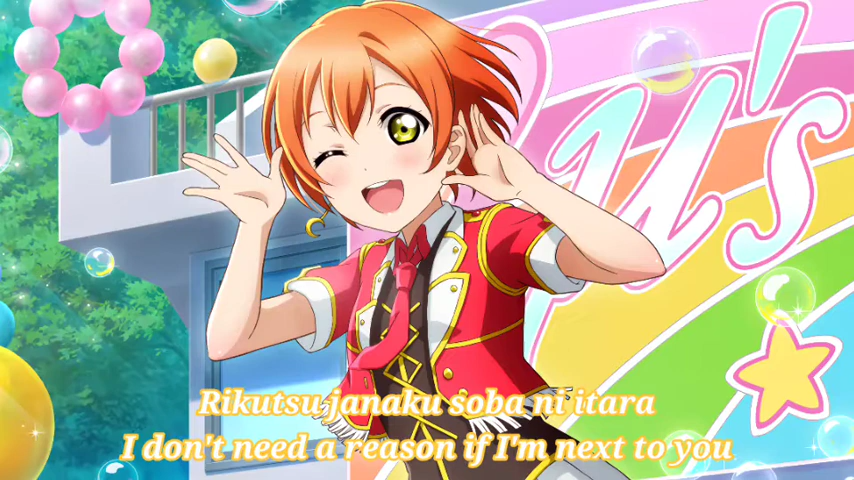 μ's
Rikutsu janaku soba ni itara
I don't need a reason if I'm next to you